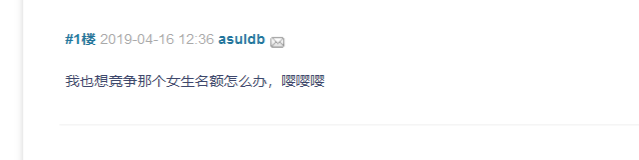 #1楼 2019-04-16 12:36 asuldb
我也想竞争那个女生名额怎么办，嘤嘤嘤